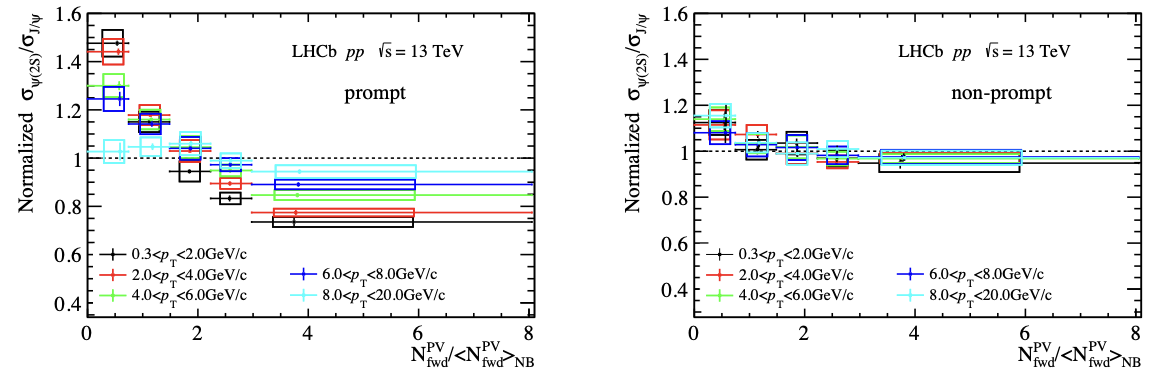 Normalized σψ(2S)/σJ/ψ
1.6
1.4
1.2
1
0.8
0.6
0.4
LHCb pp √s = 13 TeV
prompt
0.3<pT<2.0GeV/c
2.0<pT<4.0GeV/c
4.0<pT<6.0GeV/c
6.0<pT<8.0GeV/c
8.0<pT<20.0GeV/c
0 2 4 6 8
N^PV_fwd/<N^PV_fwd>NB
Normalized σψ(2S)/σJ/ψ
1.6
1.4
1.2
1
0.8
0.6
0.4
LHCb pp √s = 13 TeV
non-prompt
0.3<pT<2.0GeV/c
2.0<pT<4.0GeV/c
4.0<pT<6.0GeV/c
6.0<pT<8.0GeV/c
8.0<pT<20.0GeV/c
0 2 4 6 8
N^PV_fwd/<N^PV_fwd>NB